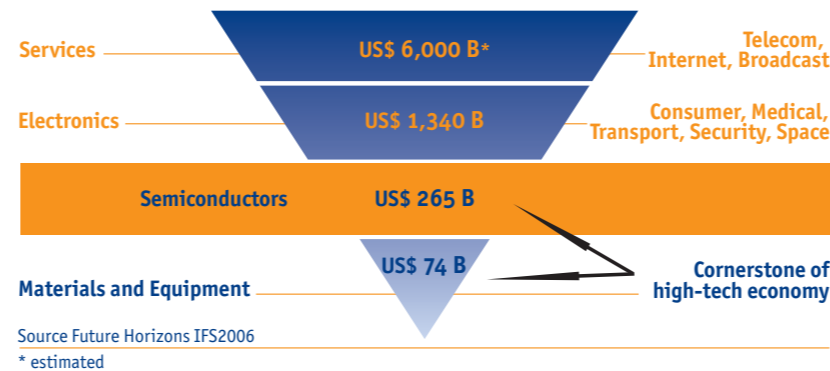 Services
US$ 6,000 B*
Telecom,
Internet, Broadcast
Electronics
US$ 1,340 B
Consumer, Medical,
Transport, Security, Space
Semiconductors
US$ 265 B
US$ 74 B
Materials and Equipment
Cornerstone of
high-tech economy
Source Future Horizons IFS2006
* estimated